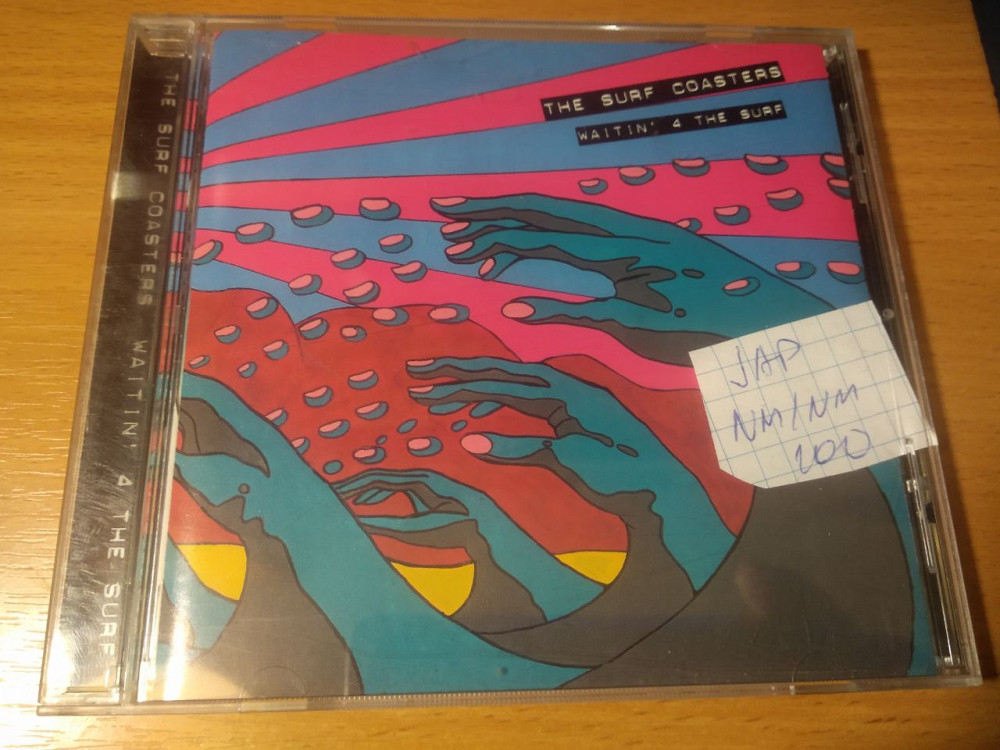 THE SURF COASTERS
WAITIN' 4 THE SURF
THE SURF COASTERS WAITIN' 4 THE SURF
JAP
NM/NM
200